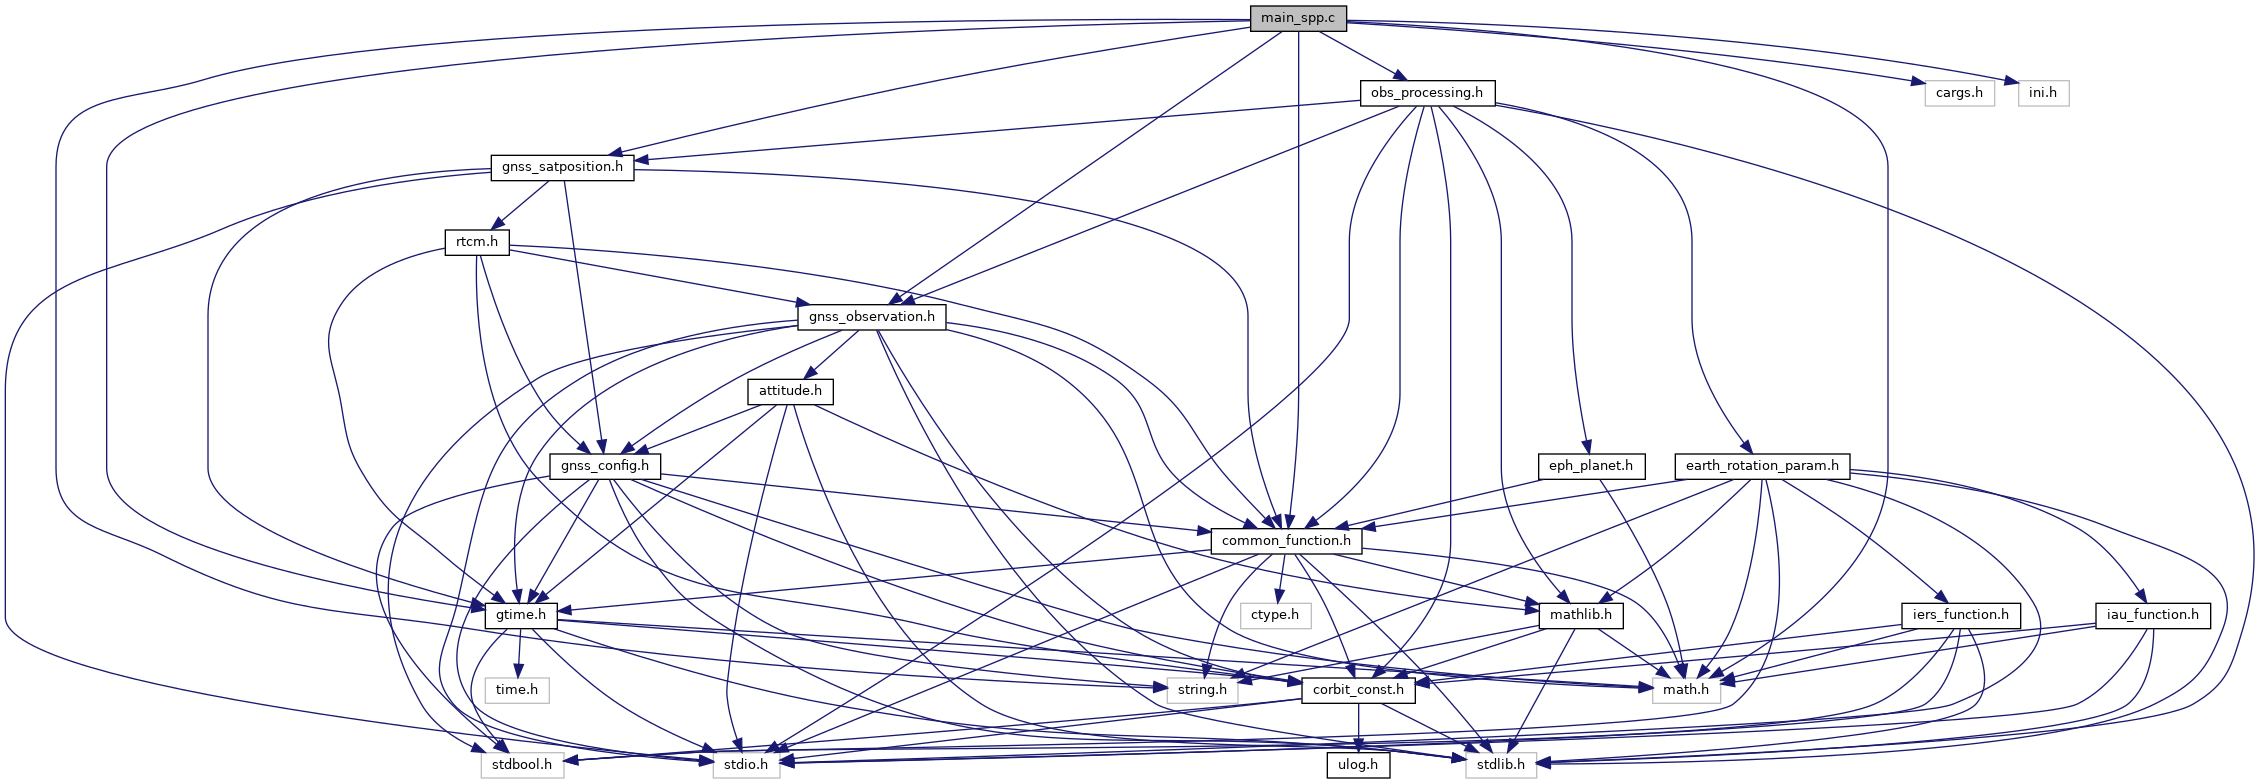 main_spp.c
obs_processing.h
cargs.h
ini.h
gnss_satposition.h
rtcm.h
gnss_observation.h
attitude.h
gnss_config.h
eph_planet.h
earth_rotation_param.h
common_function.h
gtime.h
ctype.h
mathlib.h
iers_function.h
iau_function.h
time.h
string.h
corbit_const.h
math.h
stdbool.h
stdio.h
ulog.h
stdlib.h